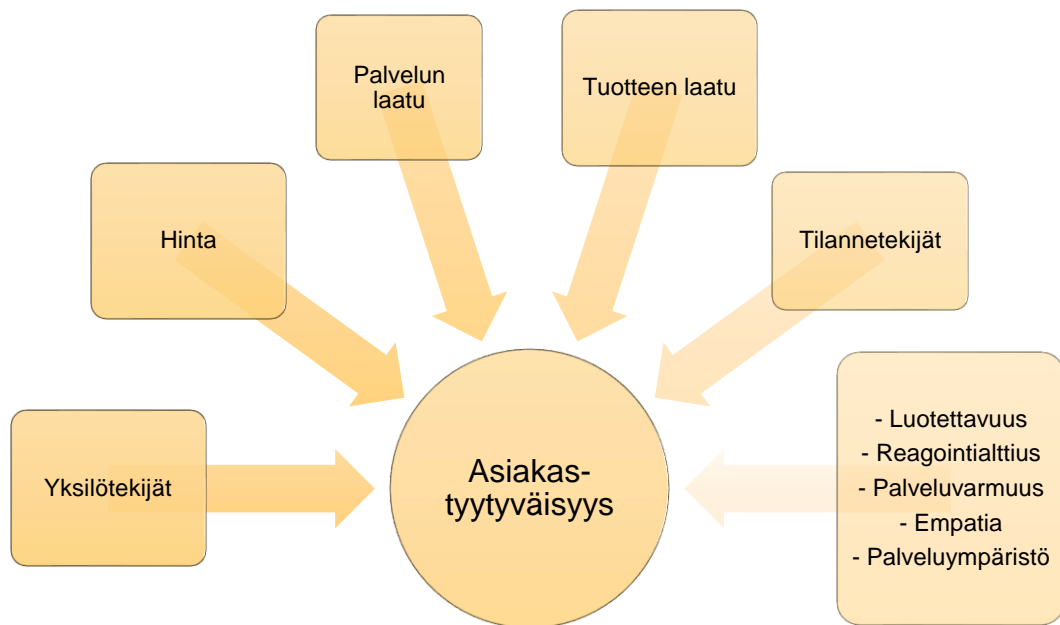 Palvelun
laatu
Tuotteen laatu
Hinta
Tilannetekijät
Yksilötekijät
Asiakas-
tyytyväisyys
- Luotettavuus
- Reagointialttius
- Palveluvarmuus
- Empatia
- Palveluympäristö